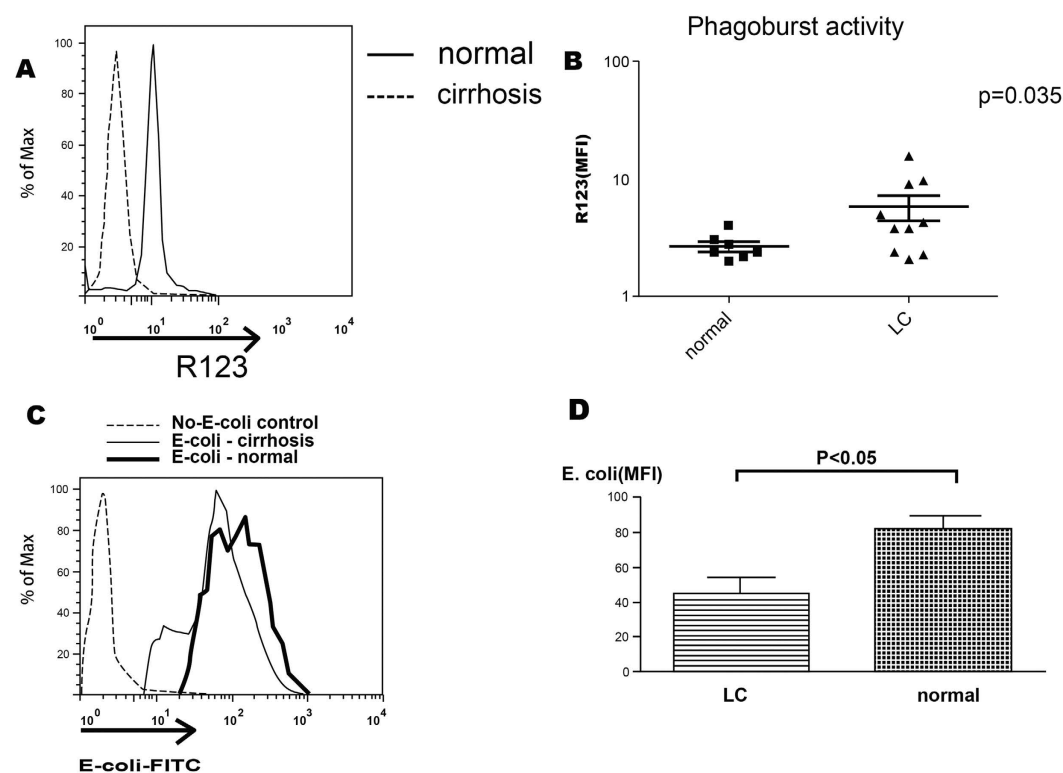 A
100
80
60
40
20
% of Max
10^0 10^1 10^2 10^3 10^4
R123
normal
cirrhosis
Phagoburst activity
B
p=0.035
R123(MFI)
100
10
1
normal
LC
C
No-E-coli control
E-coli - cirrhosis
E-coli - normal
100
80
60
40
20
0
% of Max
10^0 10^1 10^2 10^3 10^4
E-coli-FITC
D
P<0.05
E. coli(MFI)
100
80
60
40
20
0
LC normal